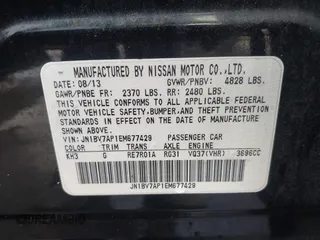 MANUFACTURED BY NISSAN MOTOR CO.,LTD.
DATE: 08/13 GVWR/PNBV: 4828 LBS.
GAWR/PNBE FR: 2370 LBS. RR: 2480 LBS.
THIS VEHICLE CONFORMS TO ALL APPLICABLE
FEDERAL MOTOR VEHICLE SAFETY, BUMPER, AND
THEFT PREVENTION STANDARDS IN EFFECT ON THE
DATE OF MANUFACTURE SHOWN ABOVE.
VIN:JN1BV7AP1EM677429 PASSENGER CAR
COLOR TRIM TRANS AXLE ENGINE
KH3 G RE7R01A RG31 VQ37(VHR) 3696CC
JN1BV7AP1EM677429